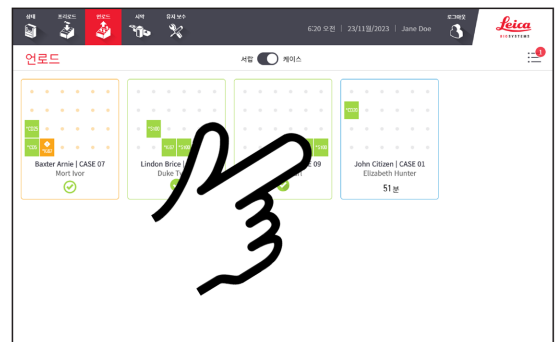 상태
프리로드
언로드
시약
유지 보수
6:20 오전 | 23/11월/2023 | Jane Doe
로그아웃
Leica
BIOSYSTEMS
언로드
서랍
케이스
1
Baxter Arnie | CASE 07
Mort Ivor
Lindon Brice |
Duke
09
John Citizen | CASE 01
Elizabeth Hunter
51 분